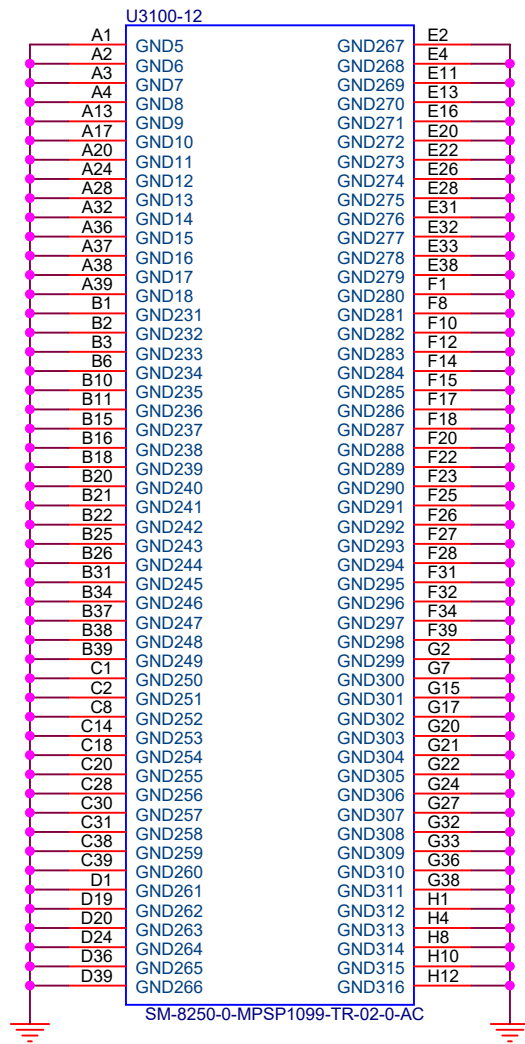 U3100-12
A1 GND5 GND267 E2
A2 GND6 GND268 E4
A3 GND7 GND269 E11
A4 GND8 GND270 E13
A13 GND9 GND271 E16
A17 GND10 GND272 E20
A20 GND11 GND273 E22
A24 GND12 GND274 E26
A28 GND13 GND275 E28
A32 GND14 GND276 E31
A36 GND15 GND277 E32
A37 GND16 GND278 E33
A38 GND17 GND279 E38
A39 GND18 GND280 F1
B1 GND231 GND281 F8
B2 GND232 GND282 F10
B3 GND233 GND283 F12
B6 GND234 GND284 F14
B10 GND235 GND285 F15
B11 GND236 GND286 F17
B15 GND237 GND287 F18
B16 GND238 GND288 F20
B18 GND239 GND289 F22
B20 GND240 GND290 F23
B21 GND241 GND291 F25
B22 GND242 GND292 F26
B25 GND243 GND293 F27
B26 GND244 GND294 F28
B31 GND245 GND295 F31
B34 GND246 GND296 F32
B37 GND247 GND297 F34
B38 GND248 GND298 F39
B39 GND249 GND299 G2
C1 GND250 GND300 G7
C2 GND251 GND301 G15
C8 GND252 GND302 G17
C14 GND253 GND303 G20
C18 GND254 GND304 G21
C20 GND255 GND305 G22
C28 GND256 GND306 G24
C30 GND257 GND307 G27
C31 GND258 GND308 G32
C38 GND259 GND309 G33
C39 GND260 GND310 G36
D1 GND261 GND311 G38
D19 GND262 GND312 H1
D20 GND263 GND313 H4
D24 GND264 GND314 H8
D36 GND265 GND315 H10
D39 GND266 GND316 H12
SM-8250-0-MPSP1099-TR-02-0-AC